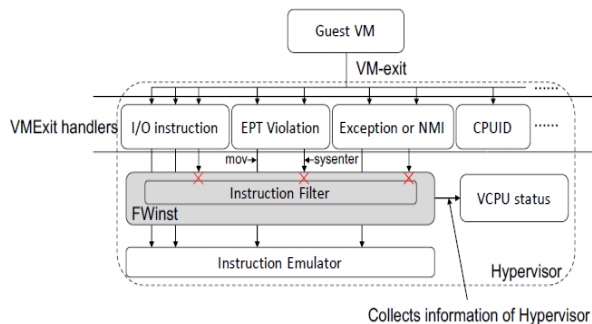 Guest VM
VM-exit
......
VMExit handlers
I/O instruction
EPT Violation
Exception or NMI
CPUID
......
mov
sysenter
Instruction Filter
FWinst
VCPU status
Instruction Emulator
Hypervisor
Collects information of Hypervisor